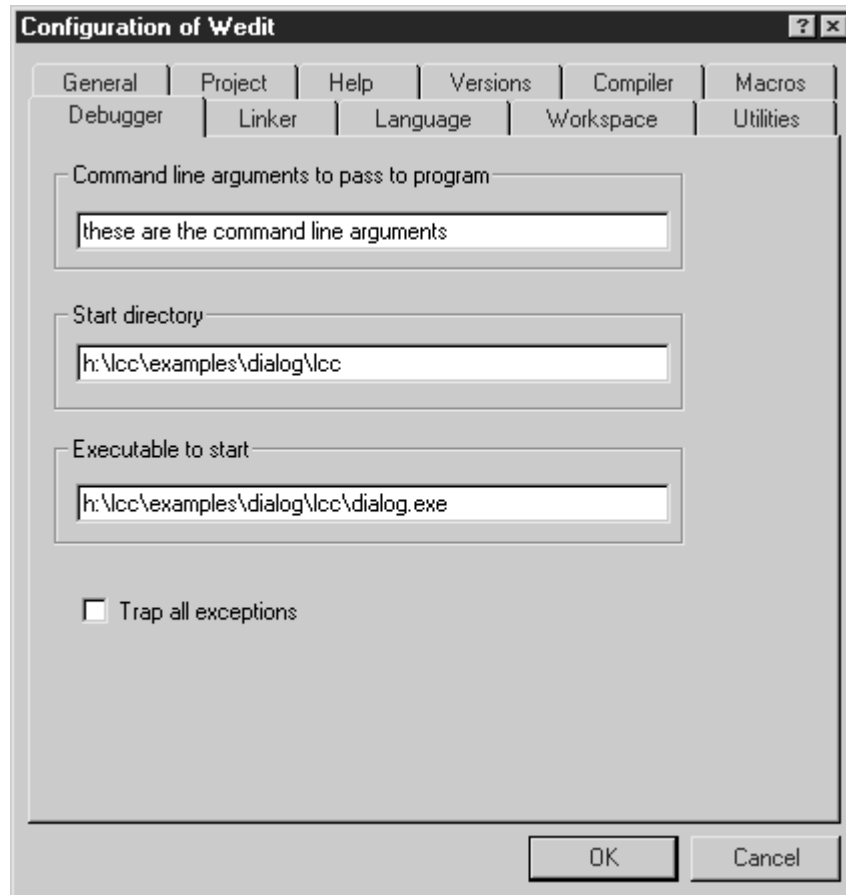 Configuration of Wedit
General Project Help Versions Compiler Macros
Debugger Linker Language Workspace Utilities
Command line arguments to pass to program
these are the command line arguments
Start directory
h:\lcc\examples\dialog\lcc
Executable to start
h:\lcc\examples\dialog\lcc\dialog.exe
Trap all exceptions
OK Cancel